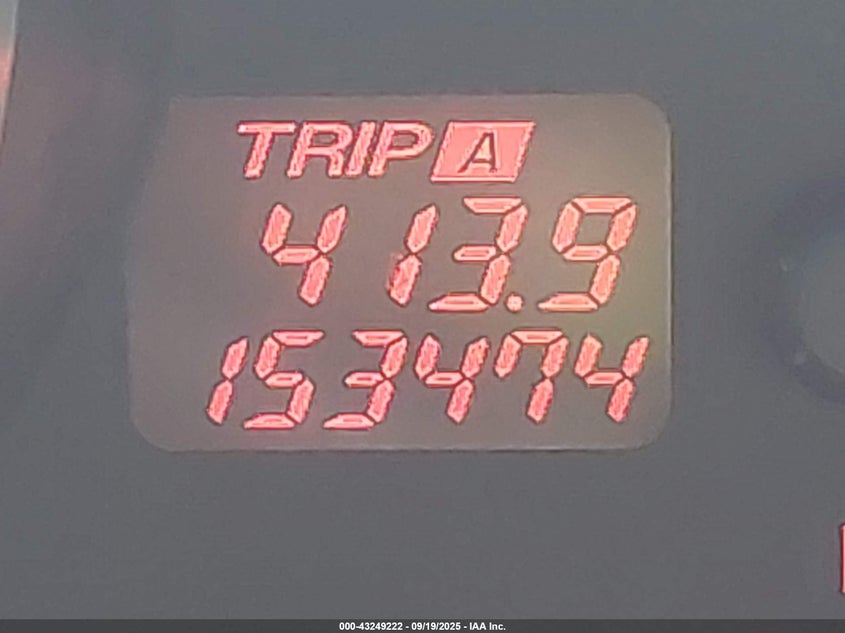 TRIP A
413.9
153474
000-43249222 - 09/19/2025 - IAA Inc.